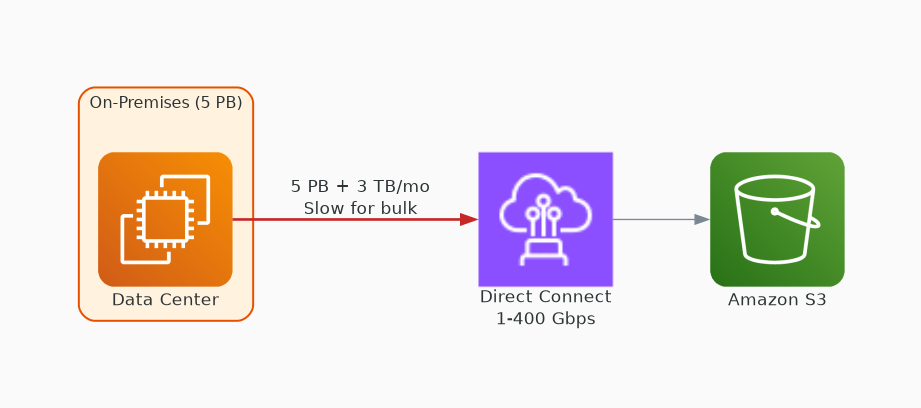 On-Premises (5 PB)
5 PB + 3 TB/mo
Slow for bulk
Data Center
Direct Connect
1-400 Gbps
Amazon S3